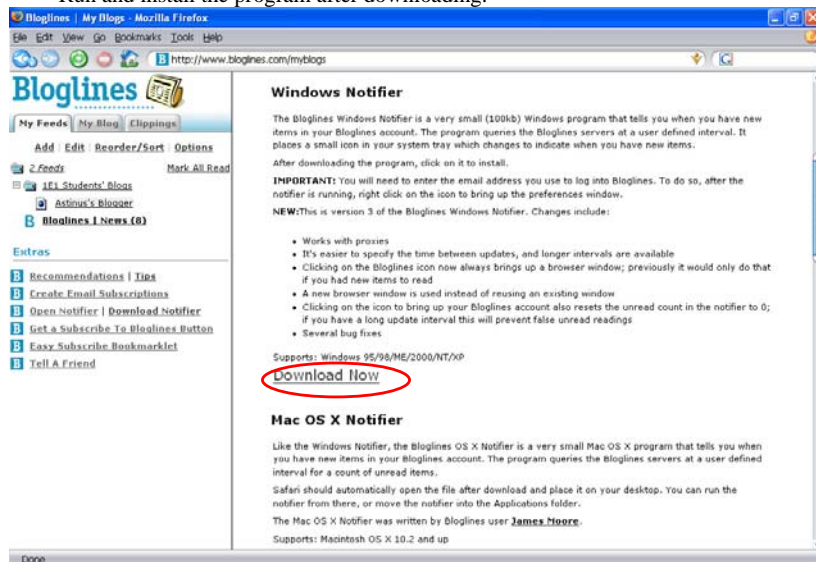 Run and install the program after downloading.
Bloglines | My Blogs - Mozilla Firefox
File Edit View Go Bookmarks Tools Help
http://www.bloglines.com/myblogs
Bloglines
My Feeds My Blog Clippings
Add | Edit | Reorder/Sort | Options
2 Feeds Mark All Read
1E1 Students' Blogs
Astinus's Blogger
Bloglines | News (8)
Extras
Recommendations | Tips
Create Email Subscriptions
Open Notifier | Download Notifier
Get a Subscribe To Bloglines Button
Easy Subscribe Bookmarklet
Tell A Friend
Windows Notifier
The Bloglines Windows Notifier is a very small (100kb) Windows program that tells you when you have new
items in your Bloglines account. The program queries the Bloglines servers at a user defined interval. It
places a small icon in your system tray which changes to indicate when you have new items.
After downloading the program, click on it to install.
IMPORTANT: You will need to enter the email address you use to log into Bloglines. To do so, after the
notifier is running, right click on the icon to bring up the preferences window.
NEW:This is version 3 of the Bloglines Windows Notifier. Changes include:
• Works with proxies
• It's easier to specify the time between updates, and longer intervals are available
• Clicking on the Bloglines icon now always brings up a browser window; previously it would only do that
if you had new items to read
• A new browser window is used instead of reusing an existing window
• Clicking on the icon to bring up your Bloglines account also resets the unread count in the notifier to 0;
if you have a long update interval this will prevent false unread readings
• Several bug fixes
Supports: Windows 95/98/ME/2000/NT/XP
Download Now
Mac OS X Notifier
Like the Windows Notifier, the Bloglines OS X Notifier is a very small Mac OS X program that tells you when
you have new items in your Bloglines account. The program queries the Bloglines servers at a user defined
interval for a count of unread items.
Safari should automatically open the file after download and place it on your desktop. You can run the
notifier from there, or move the notifier into the Applications folder.
The Mac OS X Notifier was written by Bloglines user James Moore.
Supports: Macintosh OS X 10.2 and up
Done